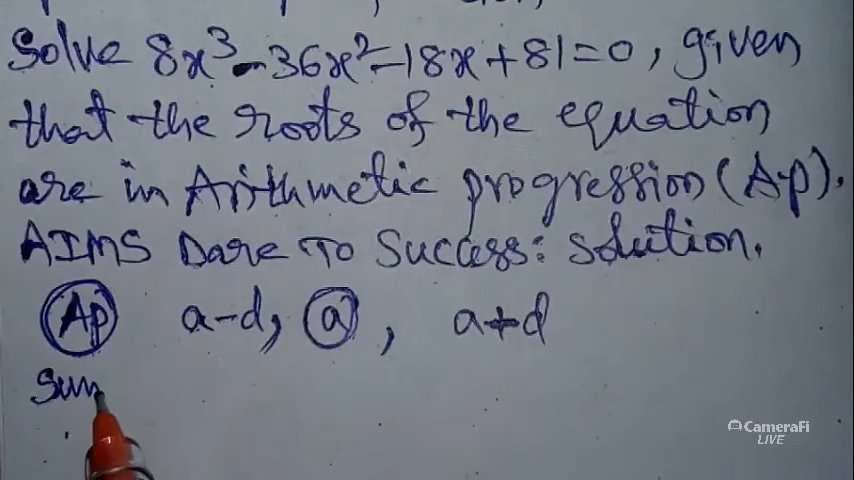 Solve 8x³ - 36x² - 18x + 81 = 0, given
that the roots of the equation
are in Arithmetic progression (A.p).
AIMS Dare To Success: Solution.
Ap a-d, a, a+d
Sum
CameraFi
LIVE